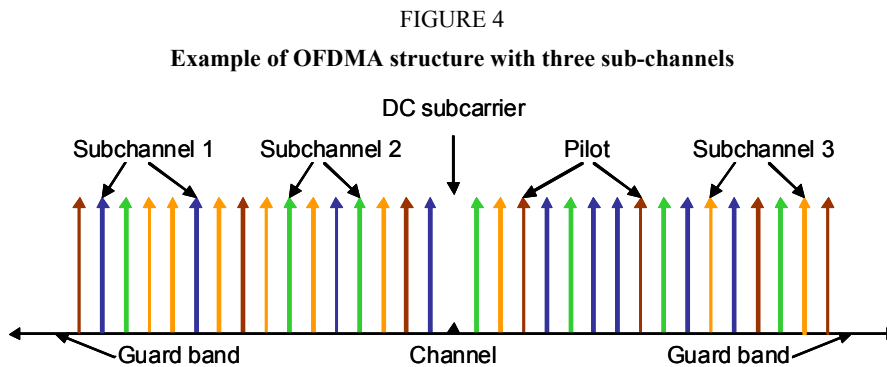 FIGURE 4
Example of OFDMA structure with three sub-channels
DC subcarrier
Subchannel 1
Subchannel 2
Pilot
Subchannel 3
Guard band
Channel
Guard band